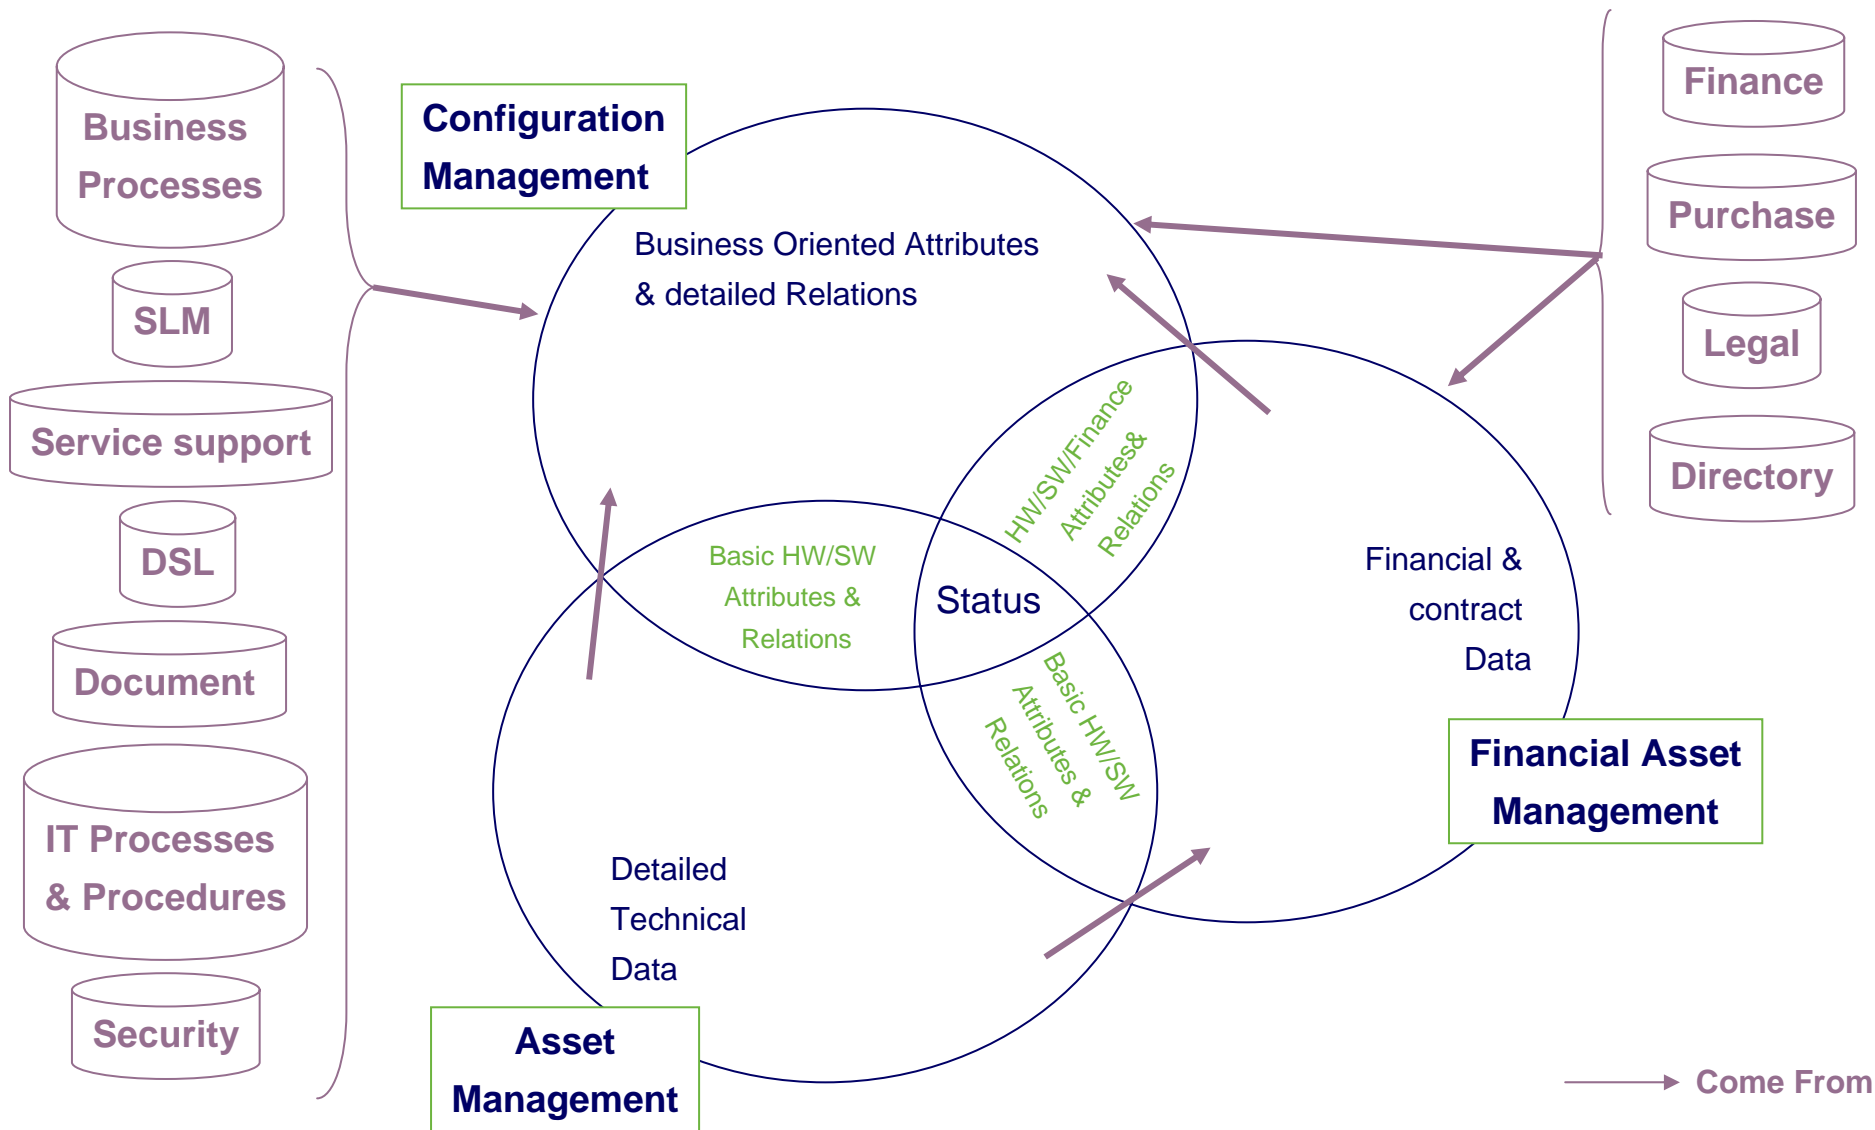 Business
Processes
SLM
Service support
DSL
Document
IT Processes
& Procedures
Security
Configuration
Management
Business Oriented Attributes
& detailed Relations
HW/SW/Finance
Attributes&
Relations
Basic HW/SW
Attributes &
Relations
Status
Basic HW/SW
Attributes &
Relations
Financial &
contract
Data
Financial Asset
Management
Detailed
Technical
Data
Asset
Management
Finance
Purchase
Legal
Directory
Come From